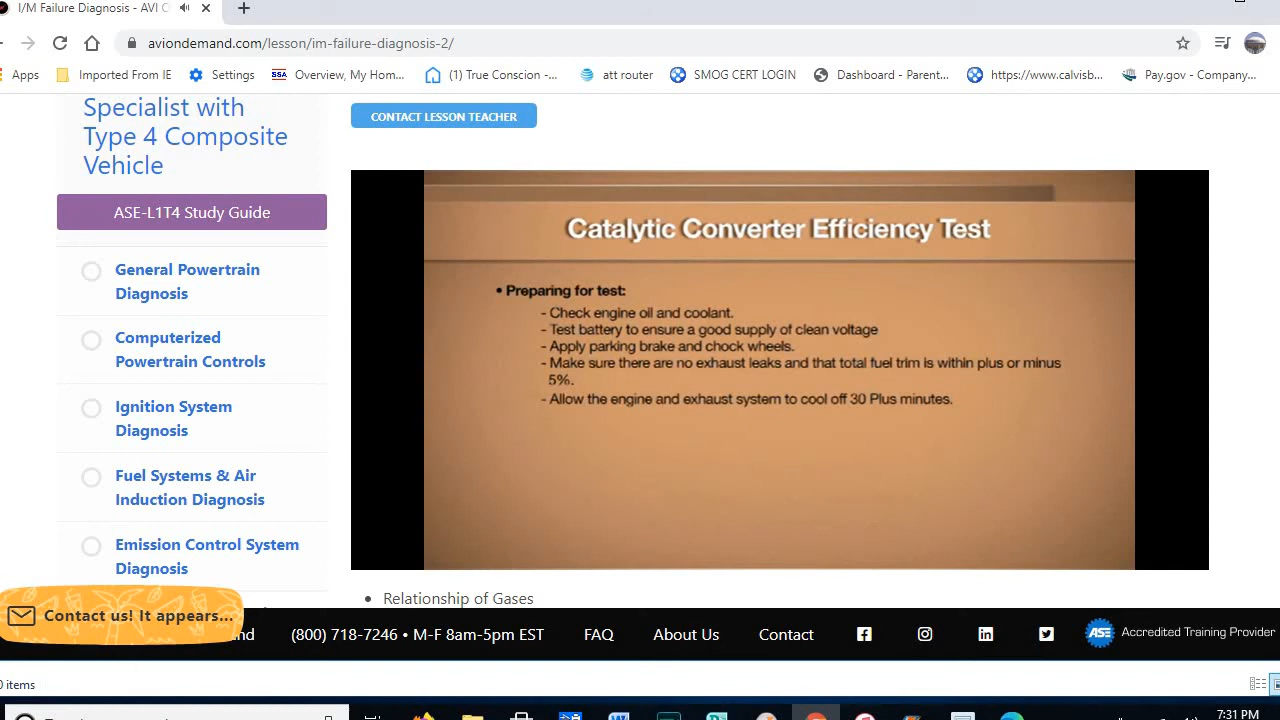 I/M Failure Diagnosis - AVI C
aviondemand.com/lesson/im-failure-diagnosis-2/
Apps
Imported From IE
Settings
SSA
Overview, My Hom...
(1) True Conscion -...
att router
SMOG CERT LOGIN
Dashboard - Parent...
https://www.calvisb...
Pay.gov - Company...
Specialist with
Type 4 Composite
Vehicle
ASE-L1T4 Study Guide
General Powertrain
Diagnosis
Computerized
Powertrain Controls
Ignition System
Diagnosis
Fuel Systems & Air
Induction Diagnosis
Emission Control System
Diagnosis
CONTACT LESSON TEACHER
Catalytic Converter Efficiency Test
• Preparing for test:
- Check engine oil and coolant.
- Test battery to ensure a good supply of clean voltage
- Apply parking brake and chock wheels.
- Make sure there are no exhaust leaks and that total fuel trim is within plus or minus
5%.
- Allow the engine and exhaust system to cool off 30 Plus minutes.
• Relationship of Gases
Contact us! It appears...
nd
(800) 718-7246 • M-F 8am-5pm EST
FAQ
About Us
Contact
ASE
Accredited Training Provider
0 items
7:31 PM